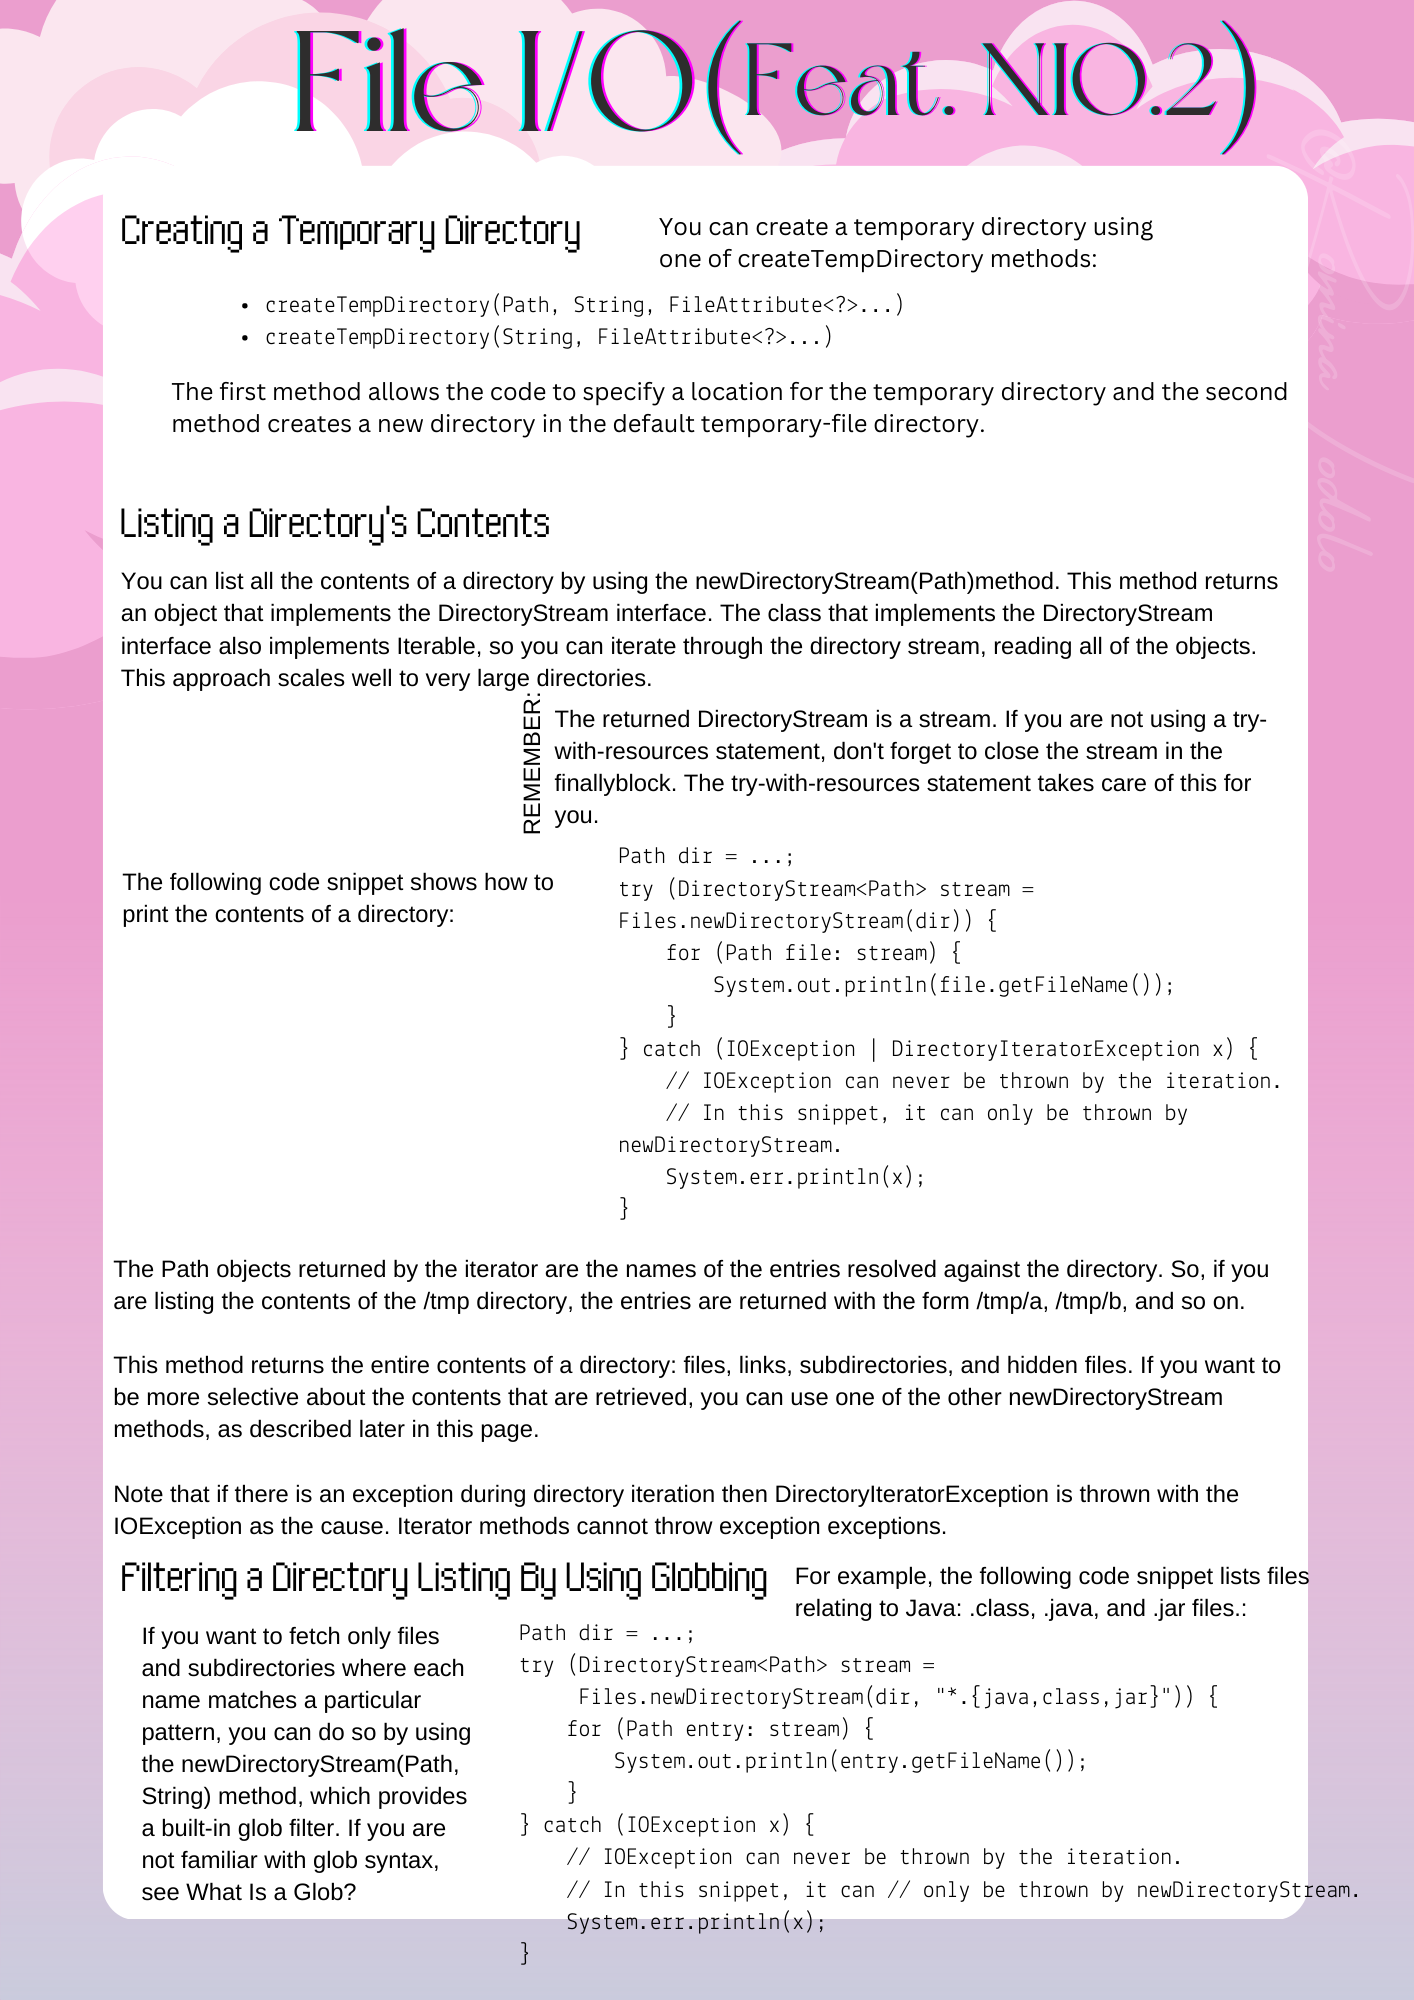 File I/O(Feat. NIO.2)
Creating a Temporary Directory
You can create a temporary directory using
one of createTempDirectory methods:
• createTempDirectory(Path, String, FileAttribute<?>...)
• createTempDirectory(String, FileAttribute<?>...)
The first method allows the code to specify a location for the temporary directory and the second
method creates a new directory in the default temporary-file directory.
Listing a Directory's Contents
You can list all the contents of a directory by using the newDirectoryStream(Path)method. This method returns
an object that implements the DirectoryStream interface. The class that implements the DirectoryStream
interface also implements Iterable, so you can iterate through the directory stream, reading all of the objects.
This approach scales well to very large directories.
REMEMBER:
The returned DirectoryStream is a stream. If you are not using a try-
with-resources statement, don't forget to close the stream in the
finallyblock. The try-with-resources statement takes care of this for
you.
The following code snippet shows how to
print the contents of a directory:
Path dir = ...;
try (DirectoryStream<Path> stream =
Files.newDirectoryStream(dir)) {
    for (Path file: stream) {
        System.out.println(file.getFileName());
    }
} catch (IOException | DirectoryIteratorException x) {
    // IOException can never be thrown by the iteration.
    // In this snippet, it can only be thrown by
newDirectoryStream.
    System.err.println(x);
}
The Path objects returned by the iterator are the names of the entries resolved against the directory. So, if you
are listing the contents of the /tmp directory, the entries are returned with the form /tmp/a, /tmp/b, and so on.
This method returns the entire contents of a directory: files, links, subdirectories, and hidden files. If you want to
be more selective about the contents that are retrieved, you can use one of the other newDirectoryStream
methods, as described later in this page.
Note that if there is an exception during directory iteration then DirectoryIteratorException is thrown with the
IOException as the cause. Iterator methods cannot throw exception exceptions.
Filtering a Directory Listing By Using Globbing
For example, the following code snippet lists files
relating to Java: .class, .java, and .jar files.:
If you want to fetch only files
and subdirectories where each
name matches a particular
pattern, you can do so by using
the newDirectoryStream(Path,
String) method, which provides
a built-in glob filter. If you are
not familiar with glob syntax,
see What Is a Glob?
Path dir = ...;
try (DirectoryStream<Path> stream =
     Files.newDirectoryStream(dir, "*.{java,class,jar}")) {
    for (Path entry: stream) {
        System.out.println(entry.getFileName());
    }
} catch (IOException x) {
    // IOException can never be thrown by the iteration.
    // In this snippet, it can // only be thrown by newDirectoryStream.
    System.err.println(x);
}